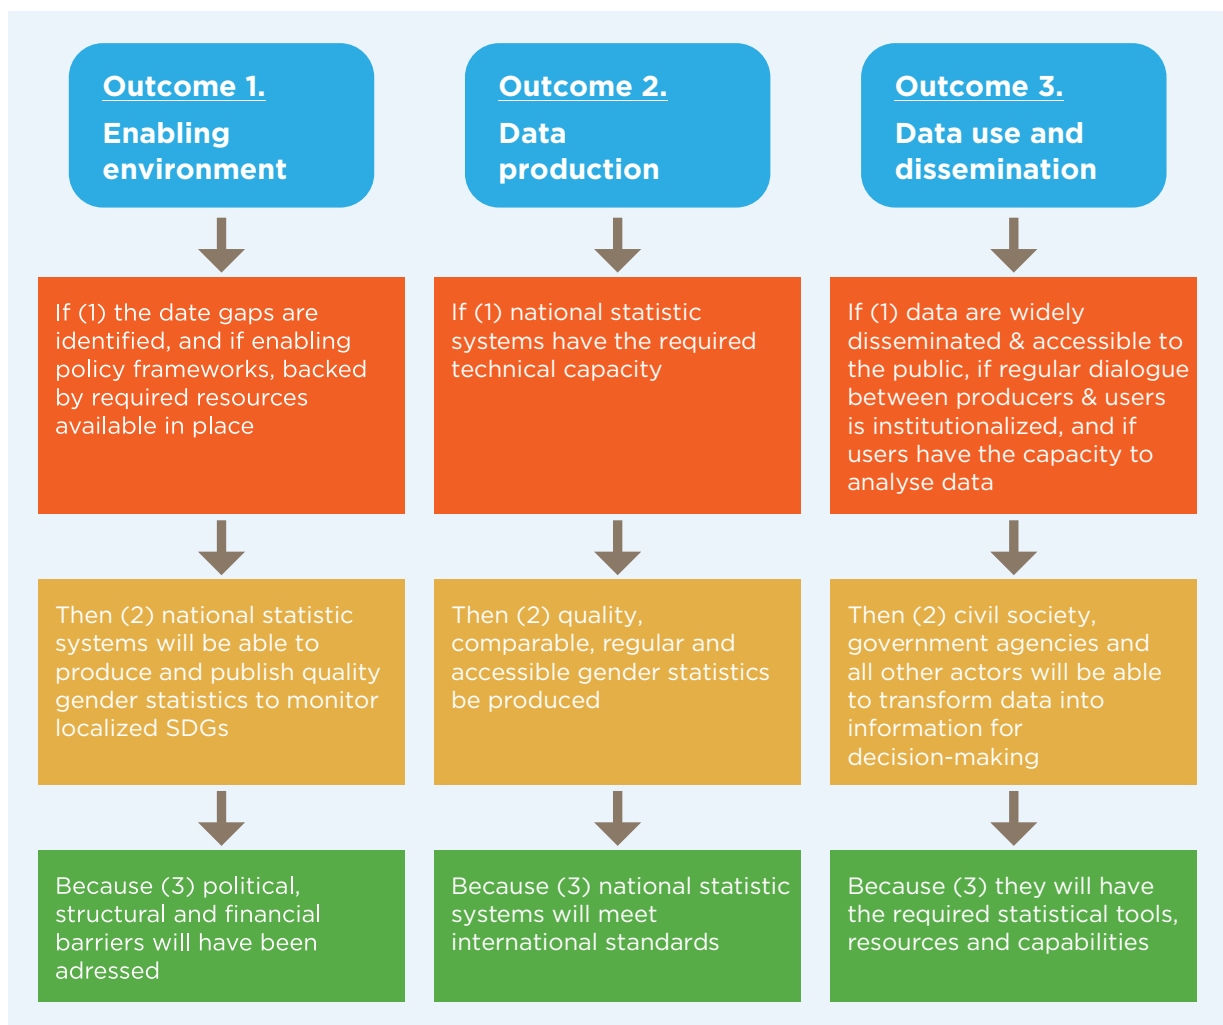 Outcome 1.
Enabling
environment
If (1) the date gaps are
identified, and if enabling
policy frameworks, backed
by required resources
available in place
Then (2) national statistic
systems will be able to
produce and publish quality
gender statistics to monitor
localized SDGs
Because (3) political,
structural and financial
barriers will have been
adressed
Outcome 2.
Data
production
If (1) national statistic
systems have the required
technical capacity
Then (2) quality,
comparable, regular and
accessible gender statistics
be produced
Because (3) national statistic
systems will meet
international standards
Outcome 3.
Data use and
dissemination
If (1) data are widely
disseminated & accessible to
the public, if regular dialogue
between producers & users
is institutionalized, and if
users have the capacity to
analyse data
Then (2) civil society,
government agencies and
all other actors will be able
to transform data into
information for
decision-making
Because (3) they will have
the required statistical tools,
resources and capabilities